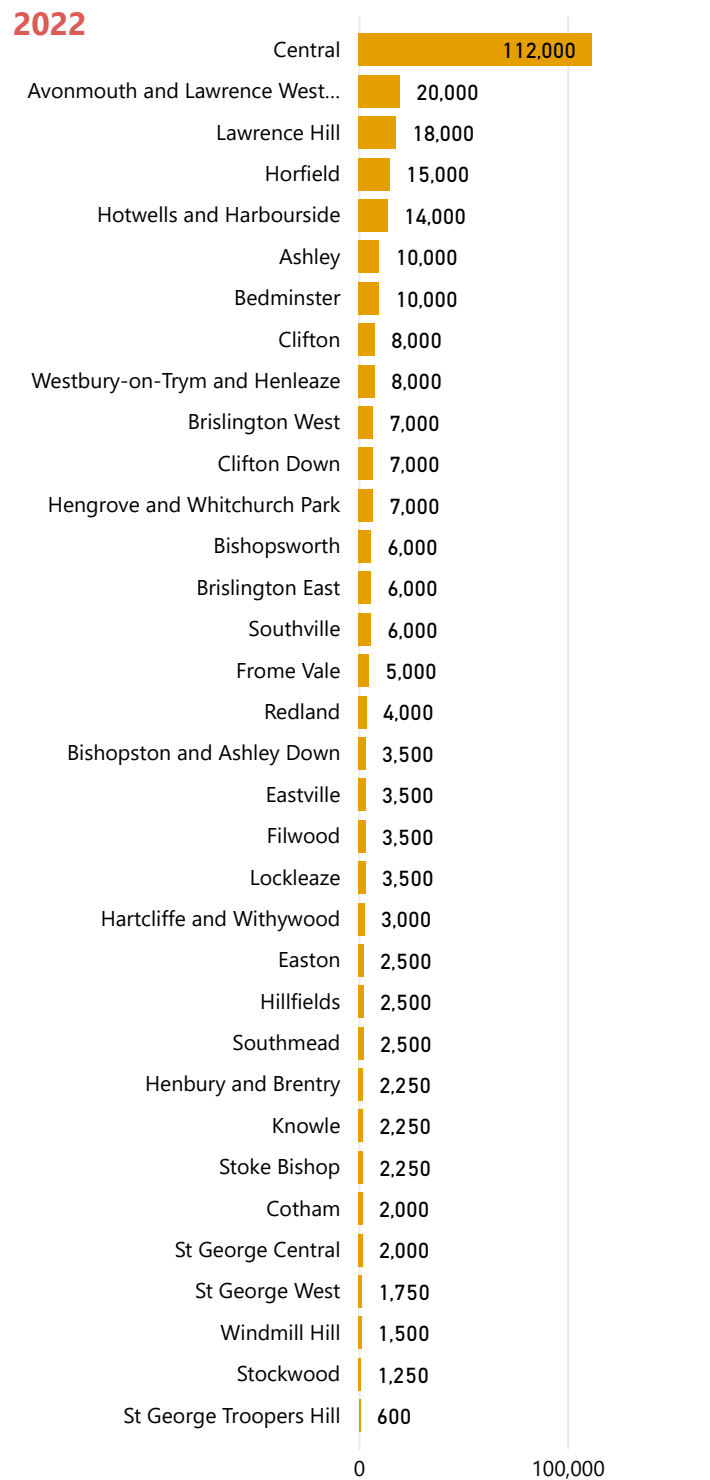 2022
Central 112,000
Avonmouth and Lawrence West... 20,000
Lawrence Hill 18,000
Horfield 15,000
Hotwells and Harbourside 14,000
Ashley 10,000
Bedminster 10,000
Clifton 8,000
Westbury-on-Trym and Henleaze 8,000
Brislington West 7,000
Clifton Down 7,000
Hengrove and Whitchurch Park 7,000
Bishopsworth 6,000
Brislington East 6,000
Southville 6,000
Frome Vale 5,000
Redland 4,000
Bishopston and Ashley Down 3,500
Eastville 3,500
Filwood 3,500
Lockleaze 3,500
Hartcliffe and Withywood 3,000
Easton 2,500
Hillfields 2,500
Southmead 2,500
Henbury and Brentry 2,250
Knowle 2,250
Stoke Bishop 2,250
Cotham 2,000
St George Central 2,000
St George West 1,750
Windmill Hill 1,500
Stockwood 1,250
St George Troopers Hill 600
0 100,000